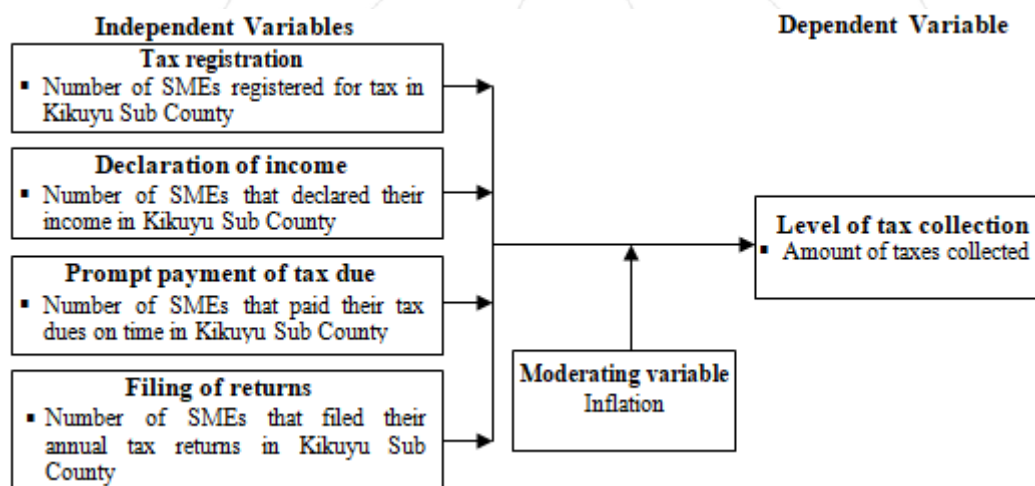 Independent Variables
Dependent Variable
Tax registration
▪ Number of SMEs registered for tax in
Kikuyu Sub County
Declaration of income
▪ Number of SMEs that declared their
income in Kikuyu Sub County
Prompt payment of tax due
▪ Number of SMEs that paid their tax
dues on time in Kikuyu Sub County
Filing of returns
▪ Number of SMEs that filed their
annual tax returns in Kikuyu Sub
County
Moderating variable
Inflation
Level of tax collection
▪ Amount of taxes collected